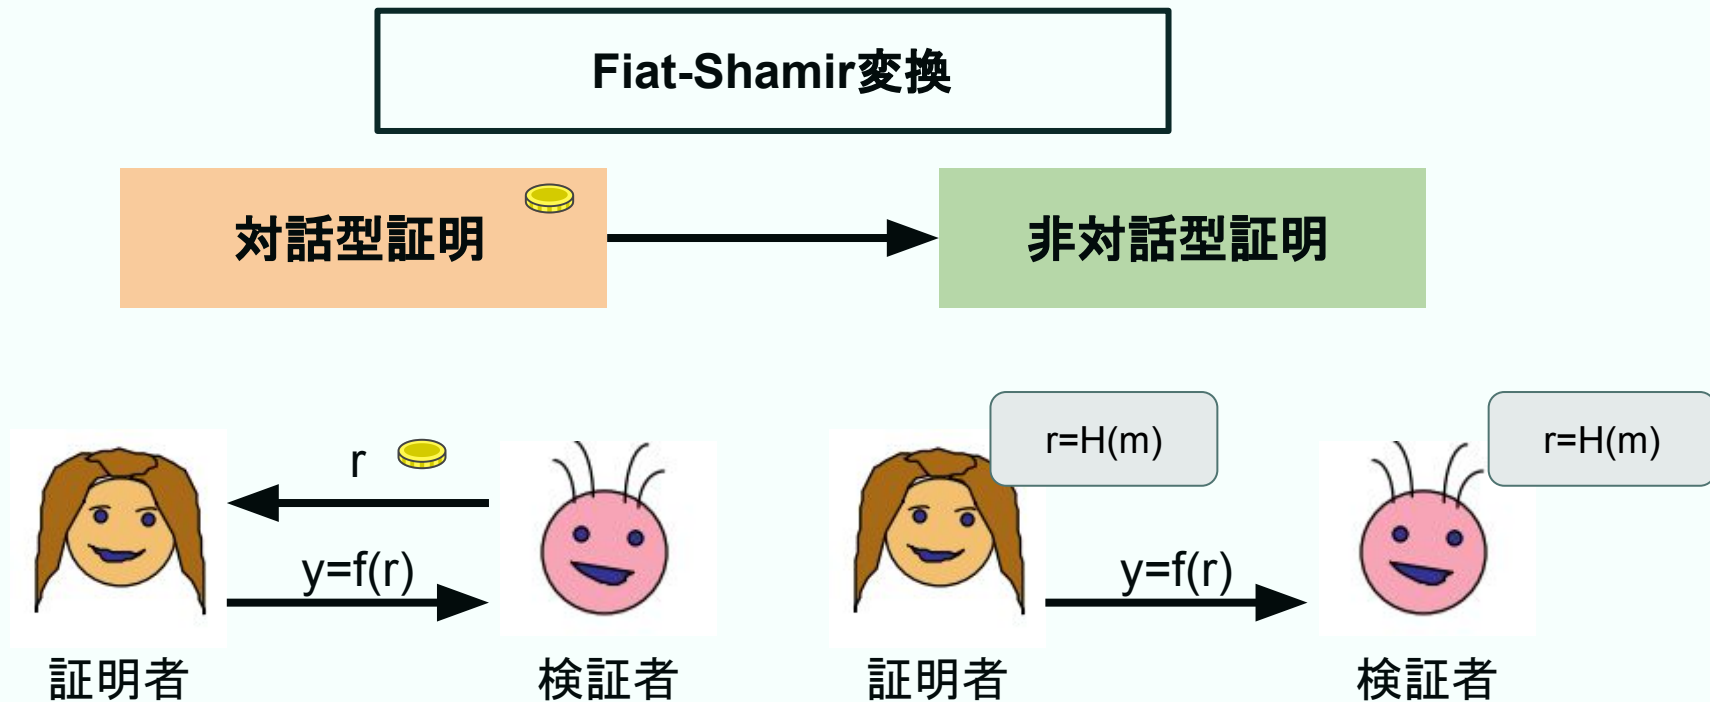 Fiat-Shamir変換
対話型証明
非対話型証明
r
y=f(r)
証明者
検証者
r=H(m)
r=H(m)
y=f(r)
証明者
検証者